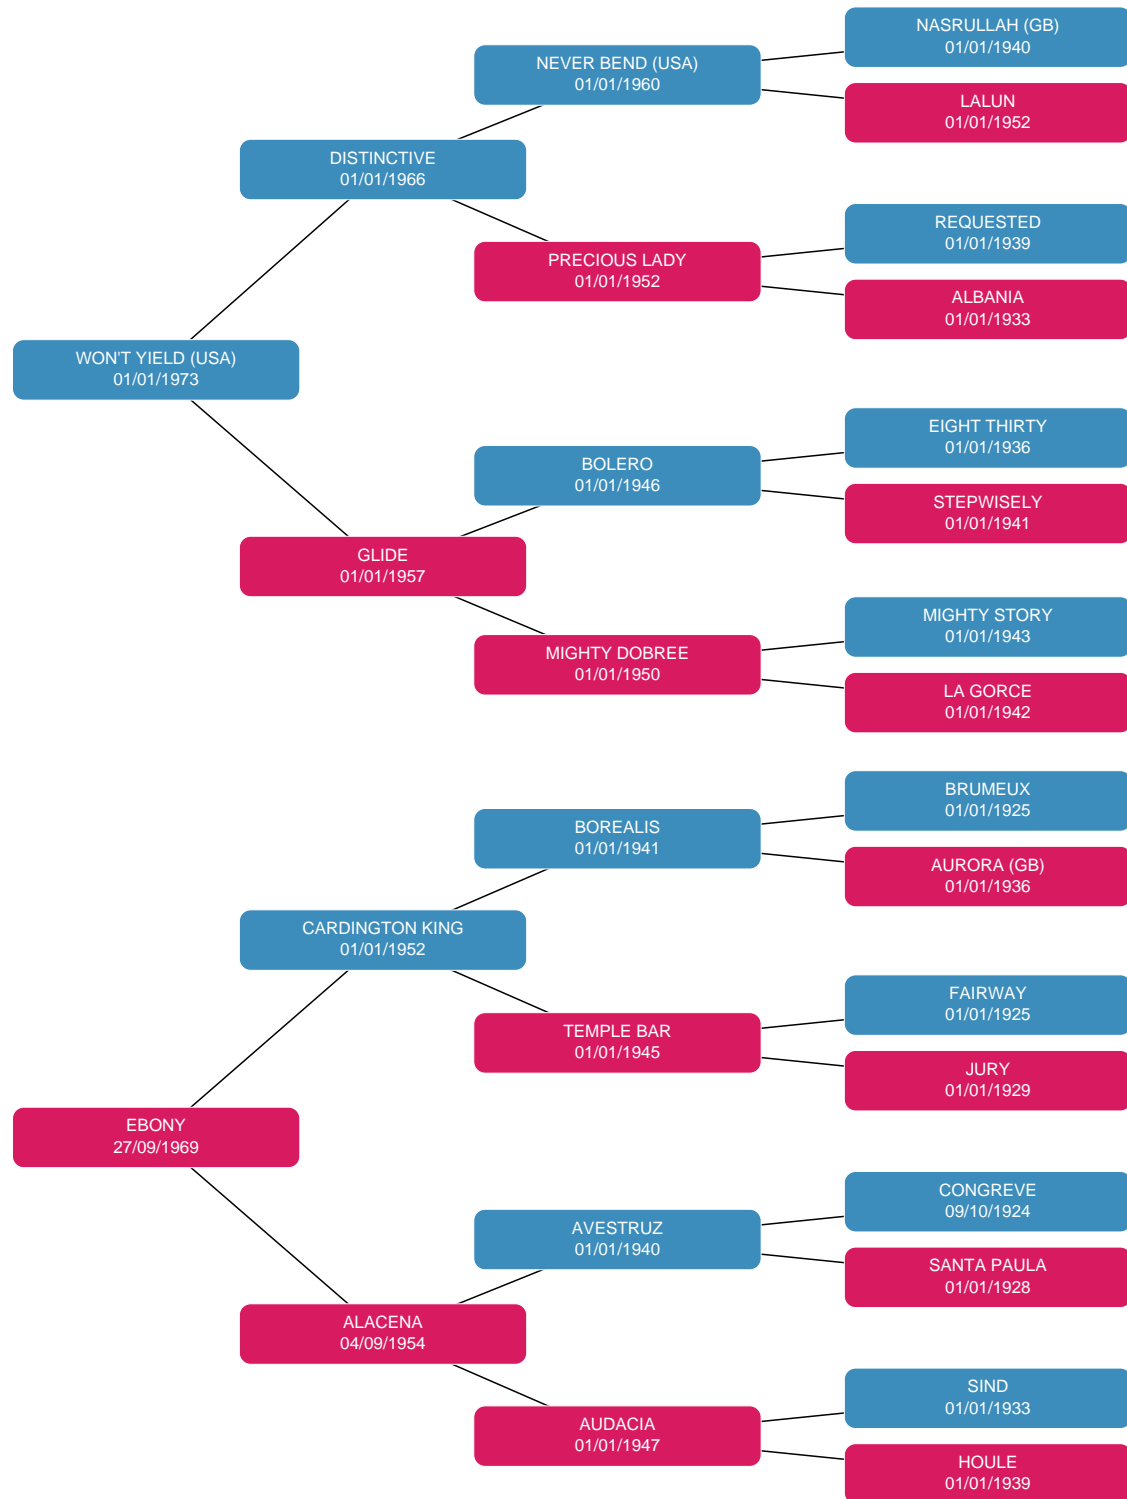 NASRULLAH (GB)
01/01/1940
NEVER BEND (USA)
01/01/1960
LALUN
01/01/1952
DISTINCTIVE
01/01/1966
REQUESTED
01/01/1939
PRECIOUS LADY
01/01/1952
ALBANIA
01/01/1933
WON'T YIELD (USA)
01/01/1973
EIGHT THIRTY
01/01/1936
BOLERO
01/01/1946
STEPWISELY
01/01/1941
GLIDE
01/01/1957
MIGHTY STORY
01/01/1943
MIGHTY DOBREE
01/01/1950
LA GORCE
01/01/1942
BRUMEUX
01/01/1925
BOREALIS
01/01/1941
AURORA (GB)
01/01/1936
CARDINGTON KING
01/01/1952
FAIRWAY
01/01/1925
TEMPLE BAR
01/01/1945
JURY
01/01/1929
EBONY
27/09/1969
CONGREVE
09/10/1924
AVESTRUZ
01/01/1940
SANTA PAULA
01/01/1928
ALACENA
04/09/1954
SIND
01/01/1933
AUDACIA
01/01/1947
HOULE
01/01/1939